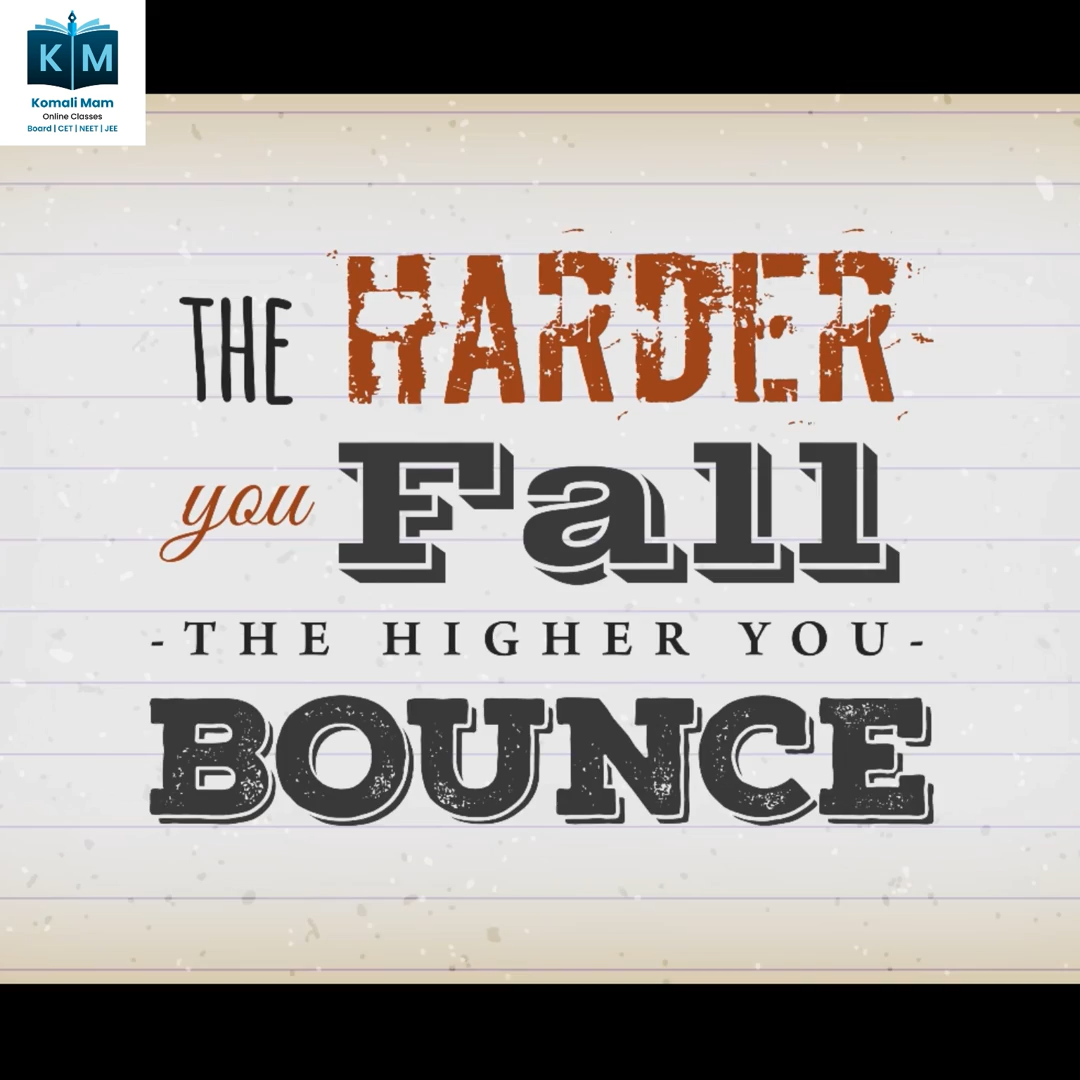 K M
Komali Mam
Online Classes
Board | CET | NEET | JEE
THE HARDER
you Fall
-THE HIGHER YOU-
BOUNCE